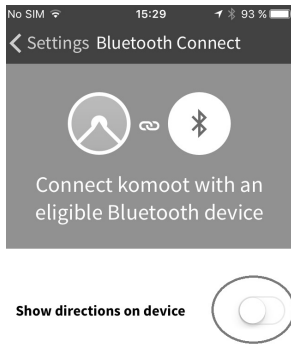 No SIM 15:29 93 %
Settings Bluetooth Connect
Connect komoot with an
eligible Bluetooth device
Show directions on device